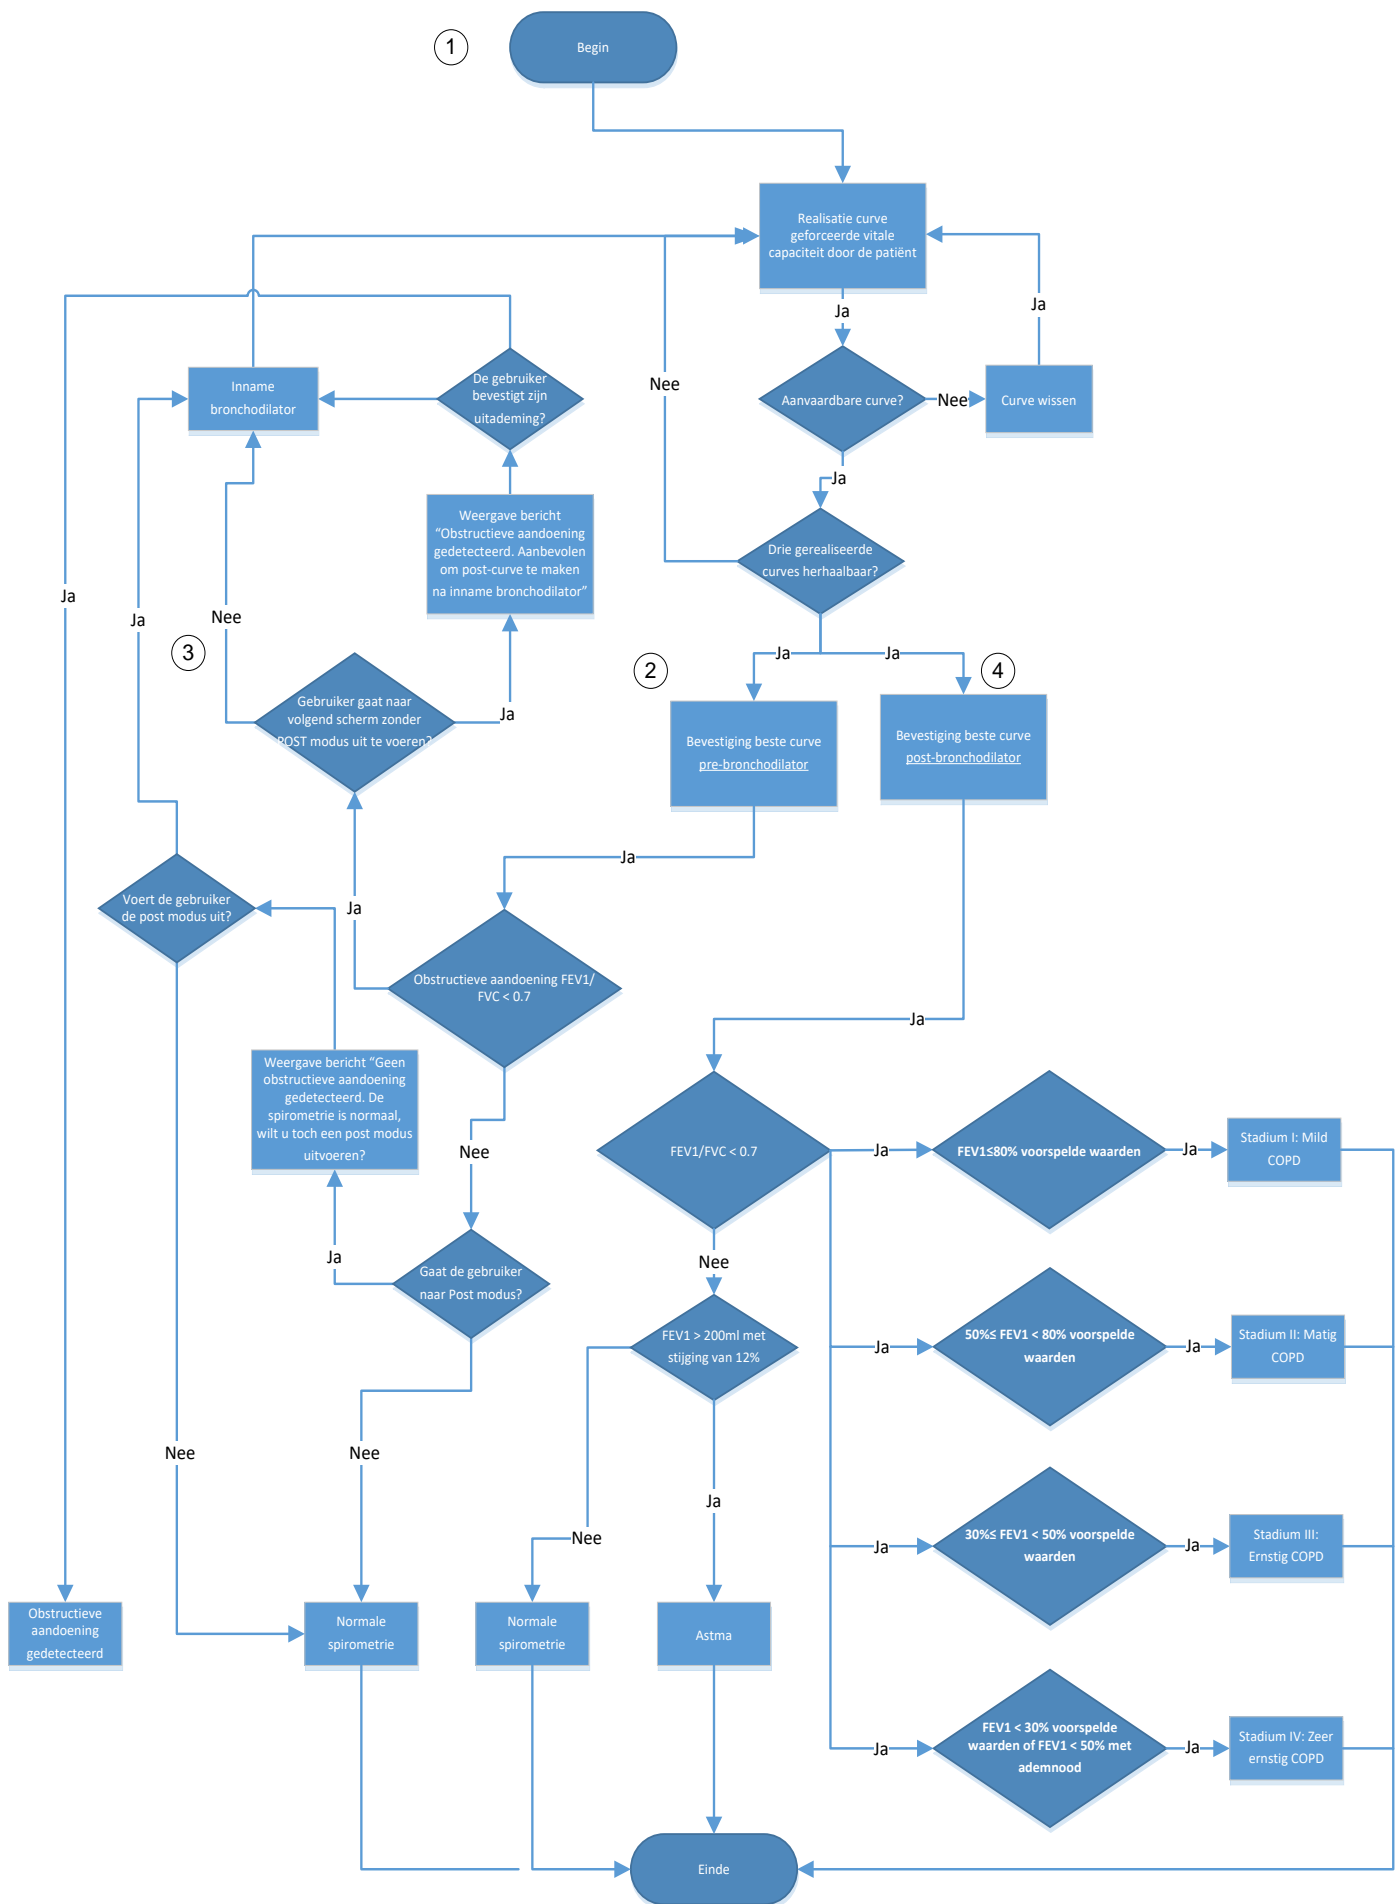 1
Begin
Realisatie curve
geforceerde vitale
capaciteit door de patiënt
Ja
Ja
Aanvaardbare curve?
Nee
Curve wissen
Nee
Inname
bronchodilator
De gebruiker
bevestigt zijn
uitademing?
Ja
Weergave bericht
“Obstructieve aandoening
gedetecteerd. Aanbevolen
om post-curve te maken
na inname bronchodilator”
Drie gerealiseerde
curves herhaalbaar?
Ja
Ja
Nee
3
Ja
Ja
2
4
Gebruiker gaat naar
volgend scherm zonder
POST modus uit te voeren?
Ja
Bevestiging beste curve
pre-bronchodilator
Bevestiging beste curve
post-bronchodilator
Ja
Voert de gebruiker
de post modus uit?
Ja
Obstructieve aandoening FEV1/
FVC < 0.7
Ja
Weergave bericht “Geen
obstructieve aandoening
gedetecteerd. De
spirometrie is normaal,
wilt u toch een post modus
uitvoeren?
Nee
FEV1/FVC < 0.7
Ja
FEV1≤80% voorspelde waarden
Ja
Stadium I: Mild
COPD
Ja
Gaat de gebruiker
naar Post modus?
Nee
FEV1 > 200ml met
stijging van 12%
Ja
50%≤ FEV1 < 80% voorspelde
waarden
Ja
Stadium II: Matig
COPD
Nee
Nee
Ja
Nee
Ja
30%≤ FEV1 < 50% voorspelde
waarden
Ja
Stadium III:
Ernstig COPD
Obstructieve
aandoening
gedetecteerd
Normale
spirometrie
Normale
spirometrie
Astma
Ja
FEV1 < 30% voorspelde
waarden of FEV1 < 50% met
ademnood
Ja
Stadium IV: Zeer
ernstig COPD
Einde